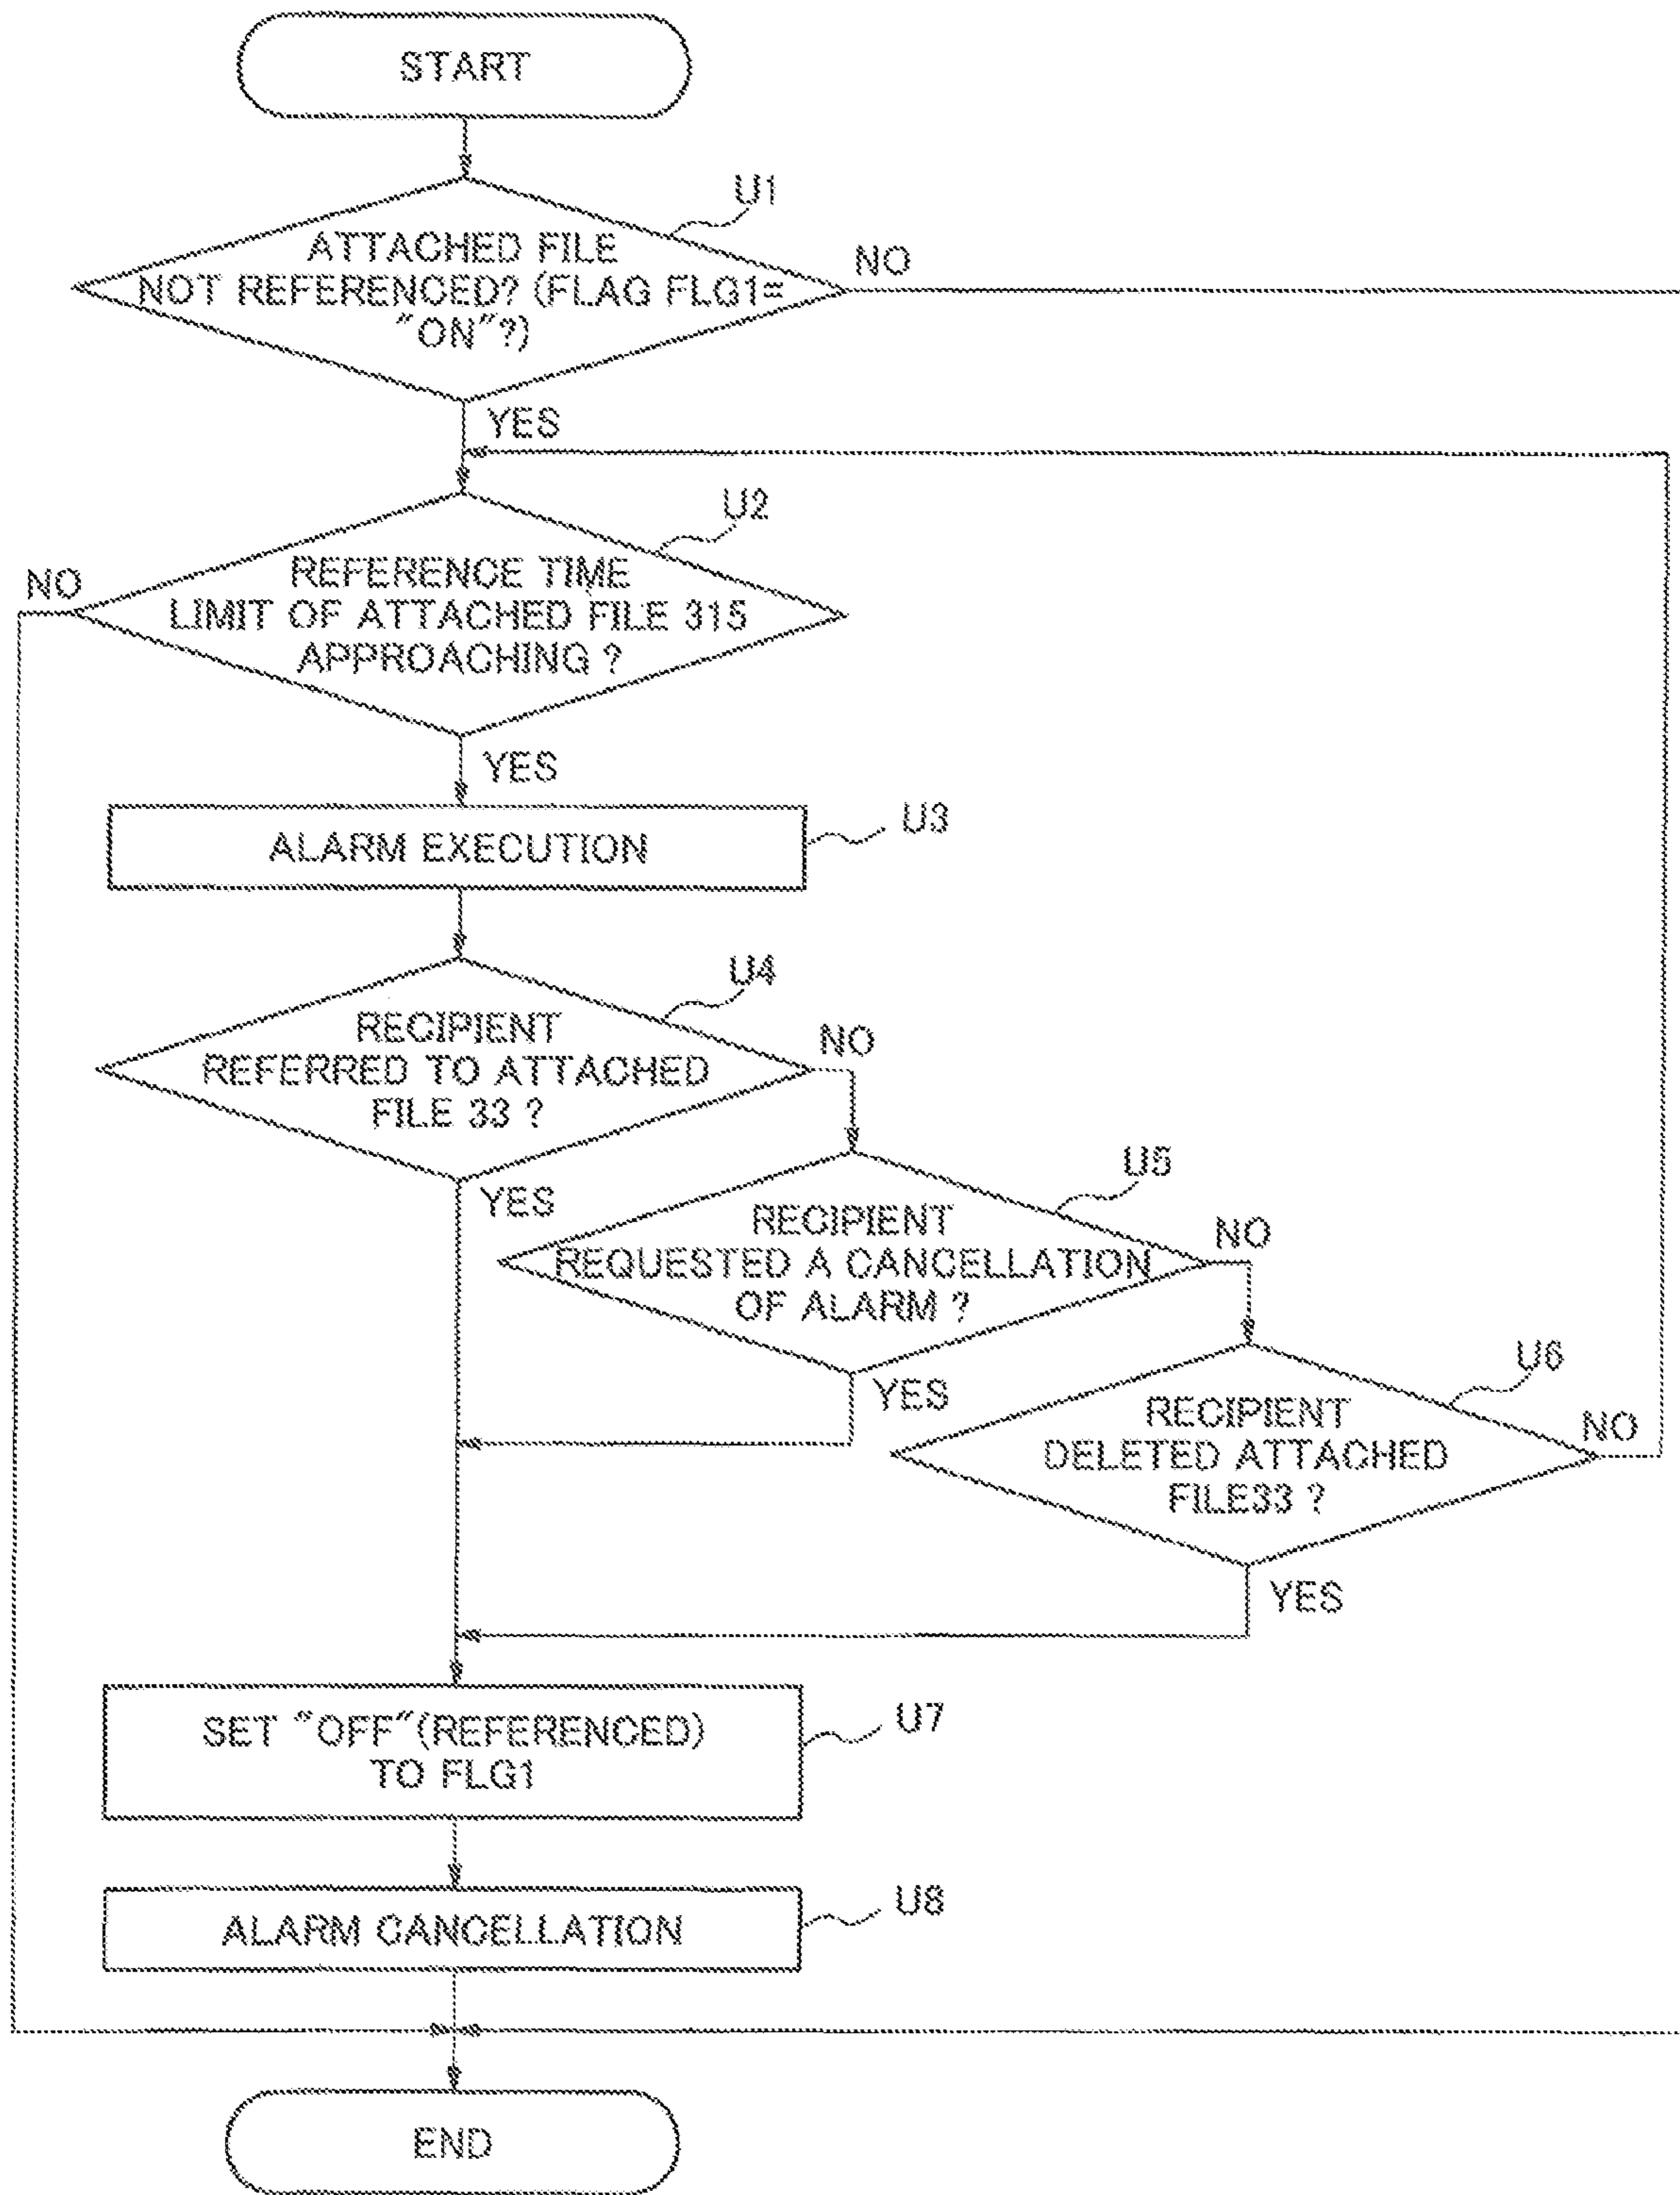 START
U1
ATTACHED FILE
NOT REFERENCED? (FLAG FLG1=
"ON"?)
NO
YES
U2
NO
REFERENCE TIME
LIMIT OF ATTACHED FILE 315
APPROACHING ?
YES
ALARM EXECUTION
U3
U4
RECIPIENT
REFERRED TO ATTACHED
FILE 33 ?
NO
YES
U5
RECIPIENT
REQUESTED A CANCELLATION
OF ALARM ?
NO
YES
U6
RECIPIENT
DELETED ATTACHED
FILE33 ?
NO
YES
SET "OFF"(REFERENCED)
TO FLG1
U7
ALARM CANCELLATION
U8
END